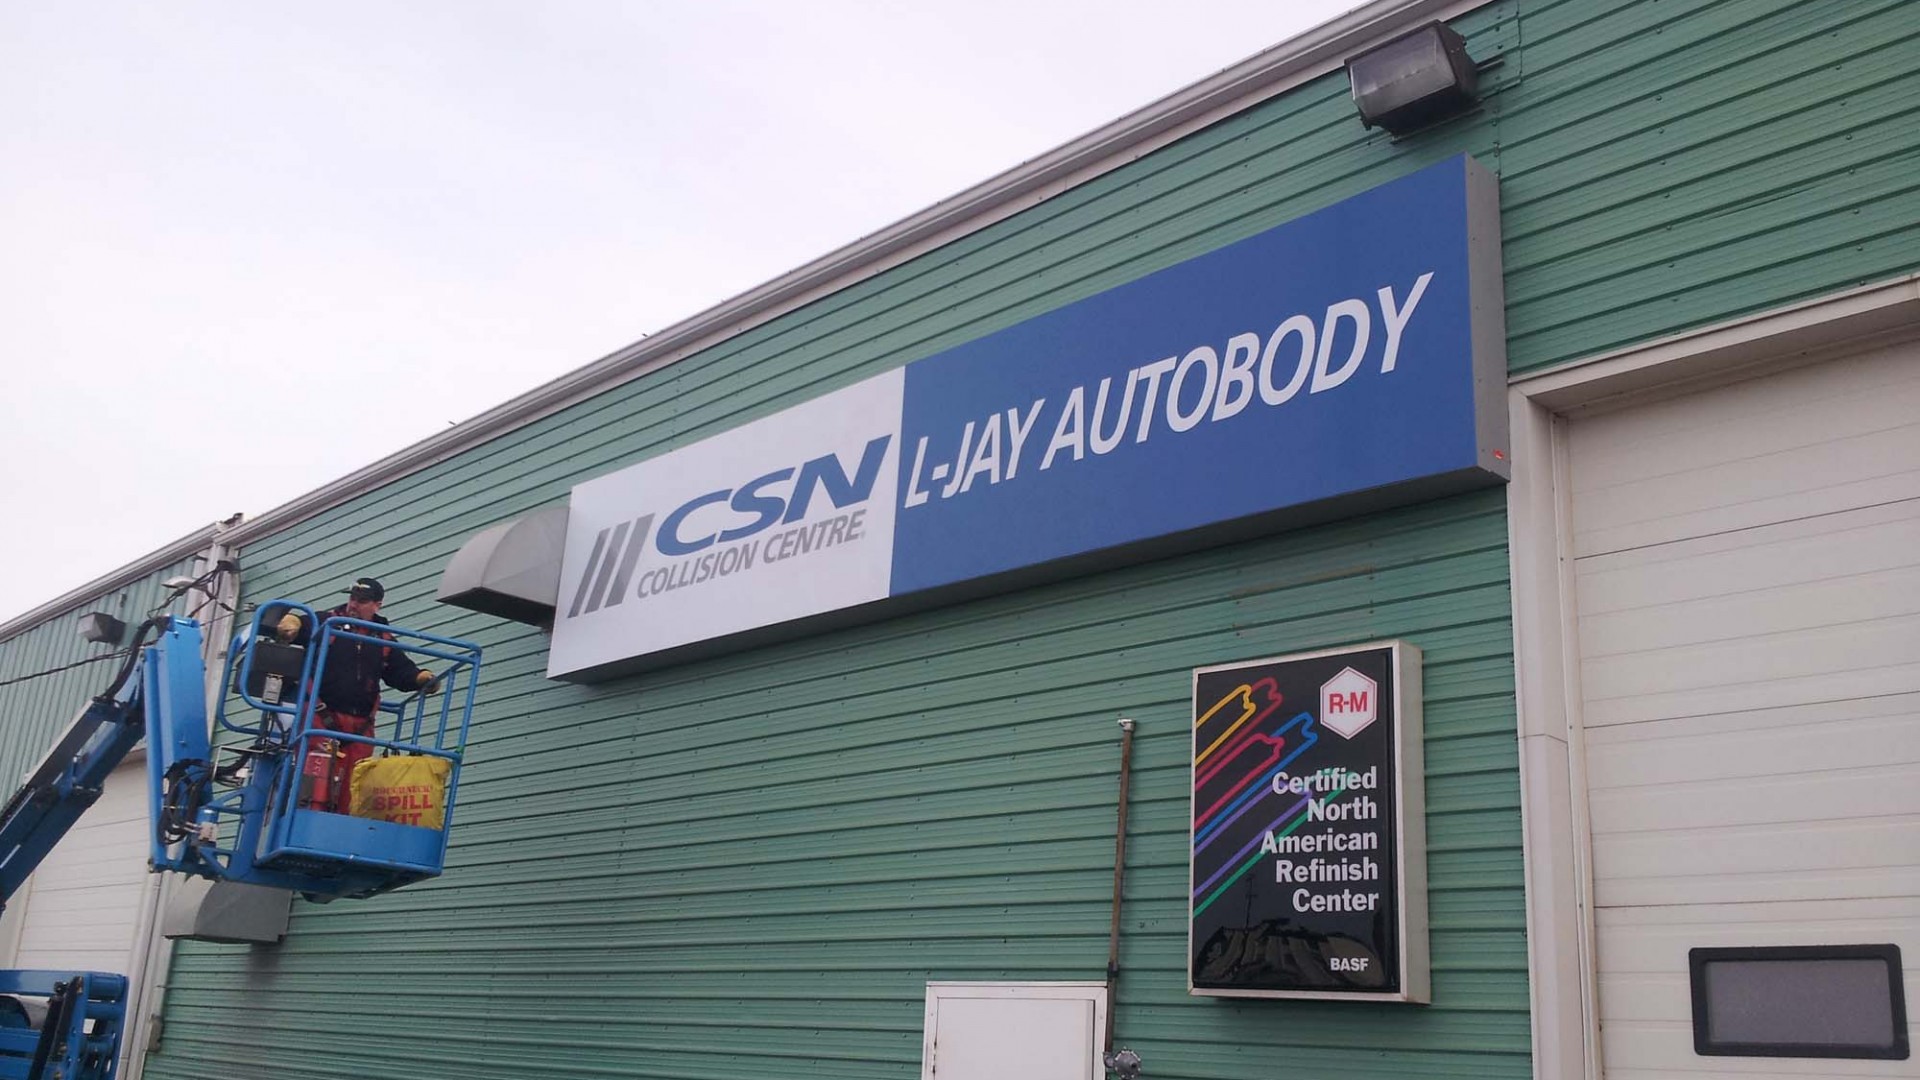 CSN
COLLISION CENTRE
L-JAY AUTOBODY
R-M
Certified
North
American
Refinish
Center
BASF
SPILL
KIT